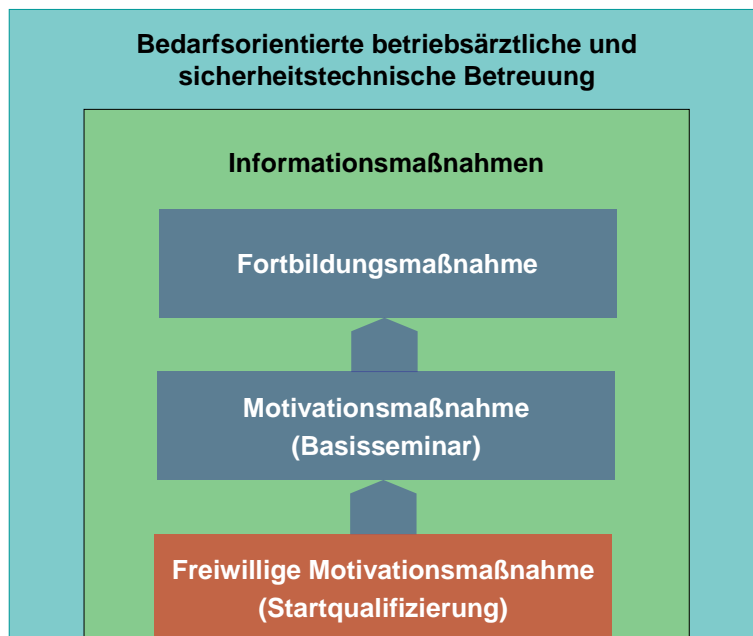 Bedarfsorientierte betriebsärztliche und
sicherheitstechnische Betreuung
Informationsmaßnahmen
Fortbildungsmaßnahme
Motivationsmaßnahme
(Basisseminar)
Freiwillige Motivationsmaßnahme
(Startqualifizierung)